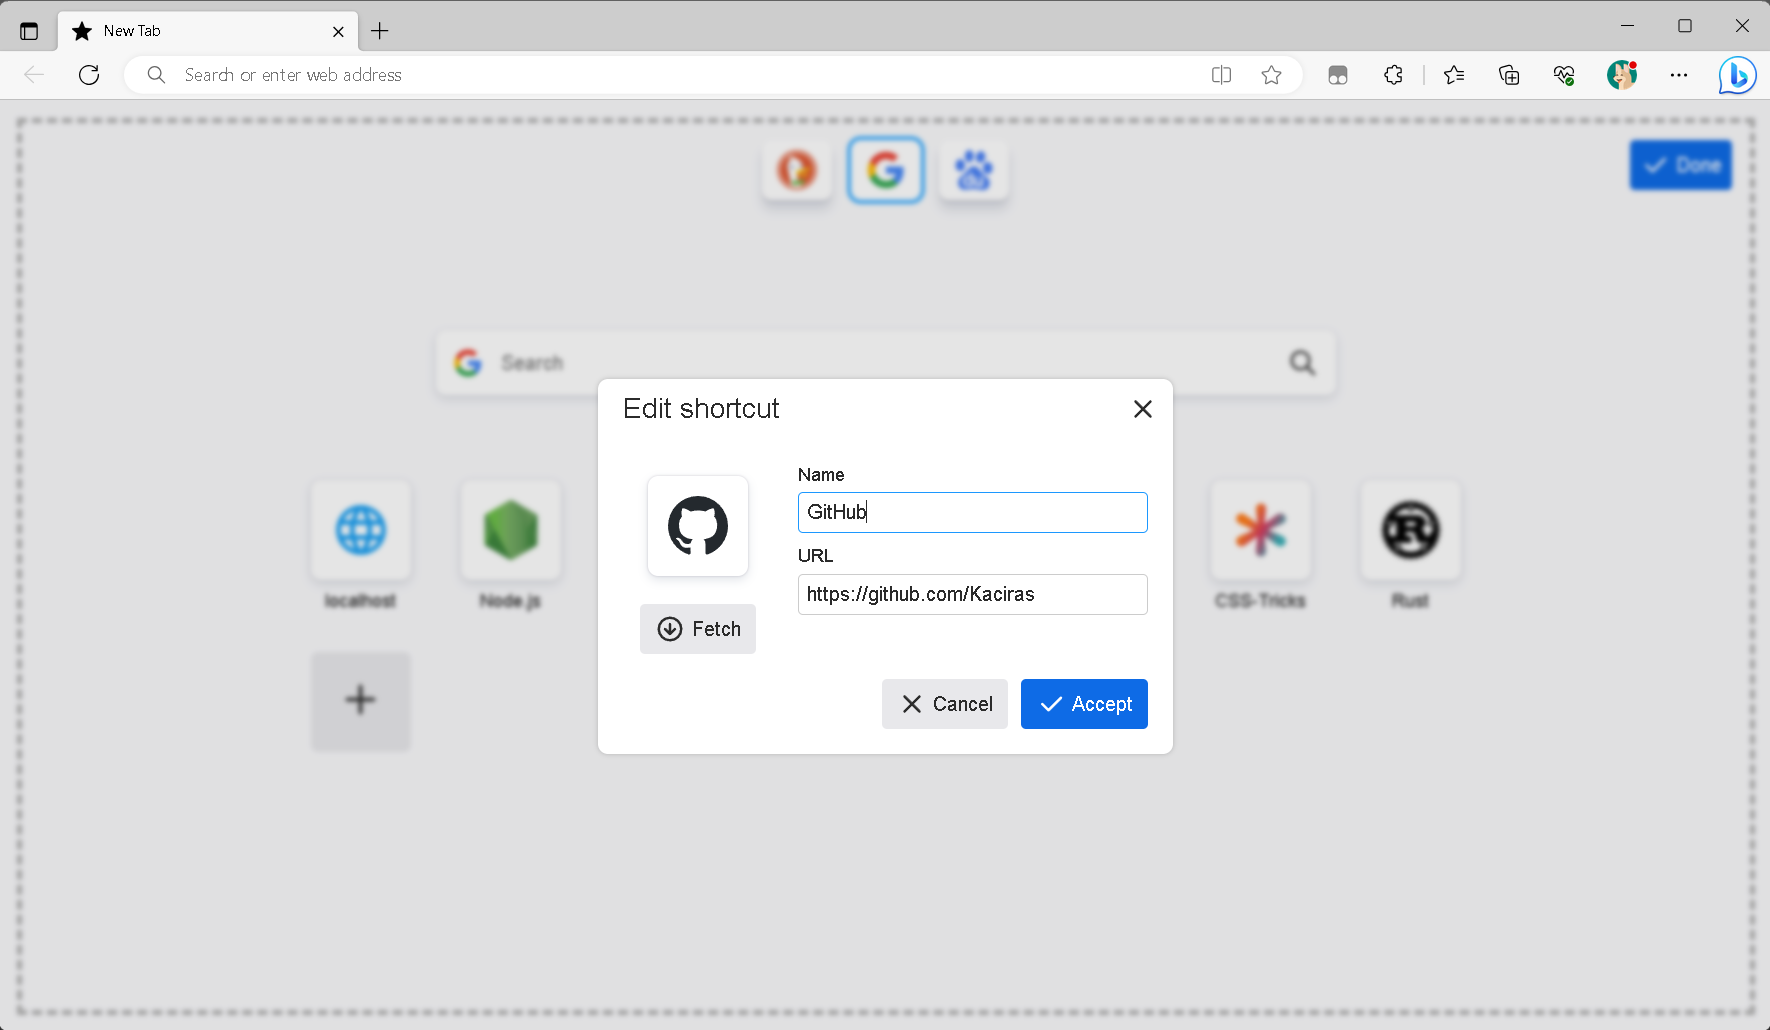 New Tab
Search or enter web address
Done
Search
Edit shortcut
Name
GitHub
URL
https://github.com/Kaciras
Fetch
Cancel
Accept
localhost
Node.js
CSS-Tricks
Rust